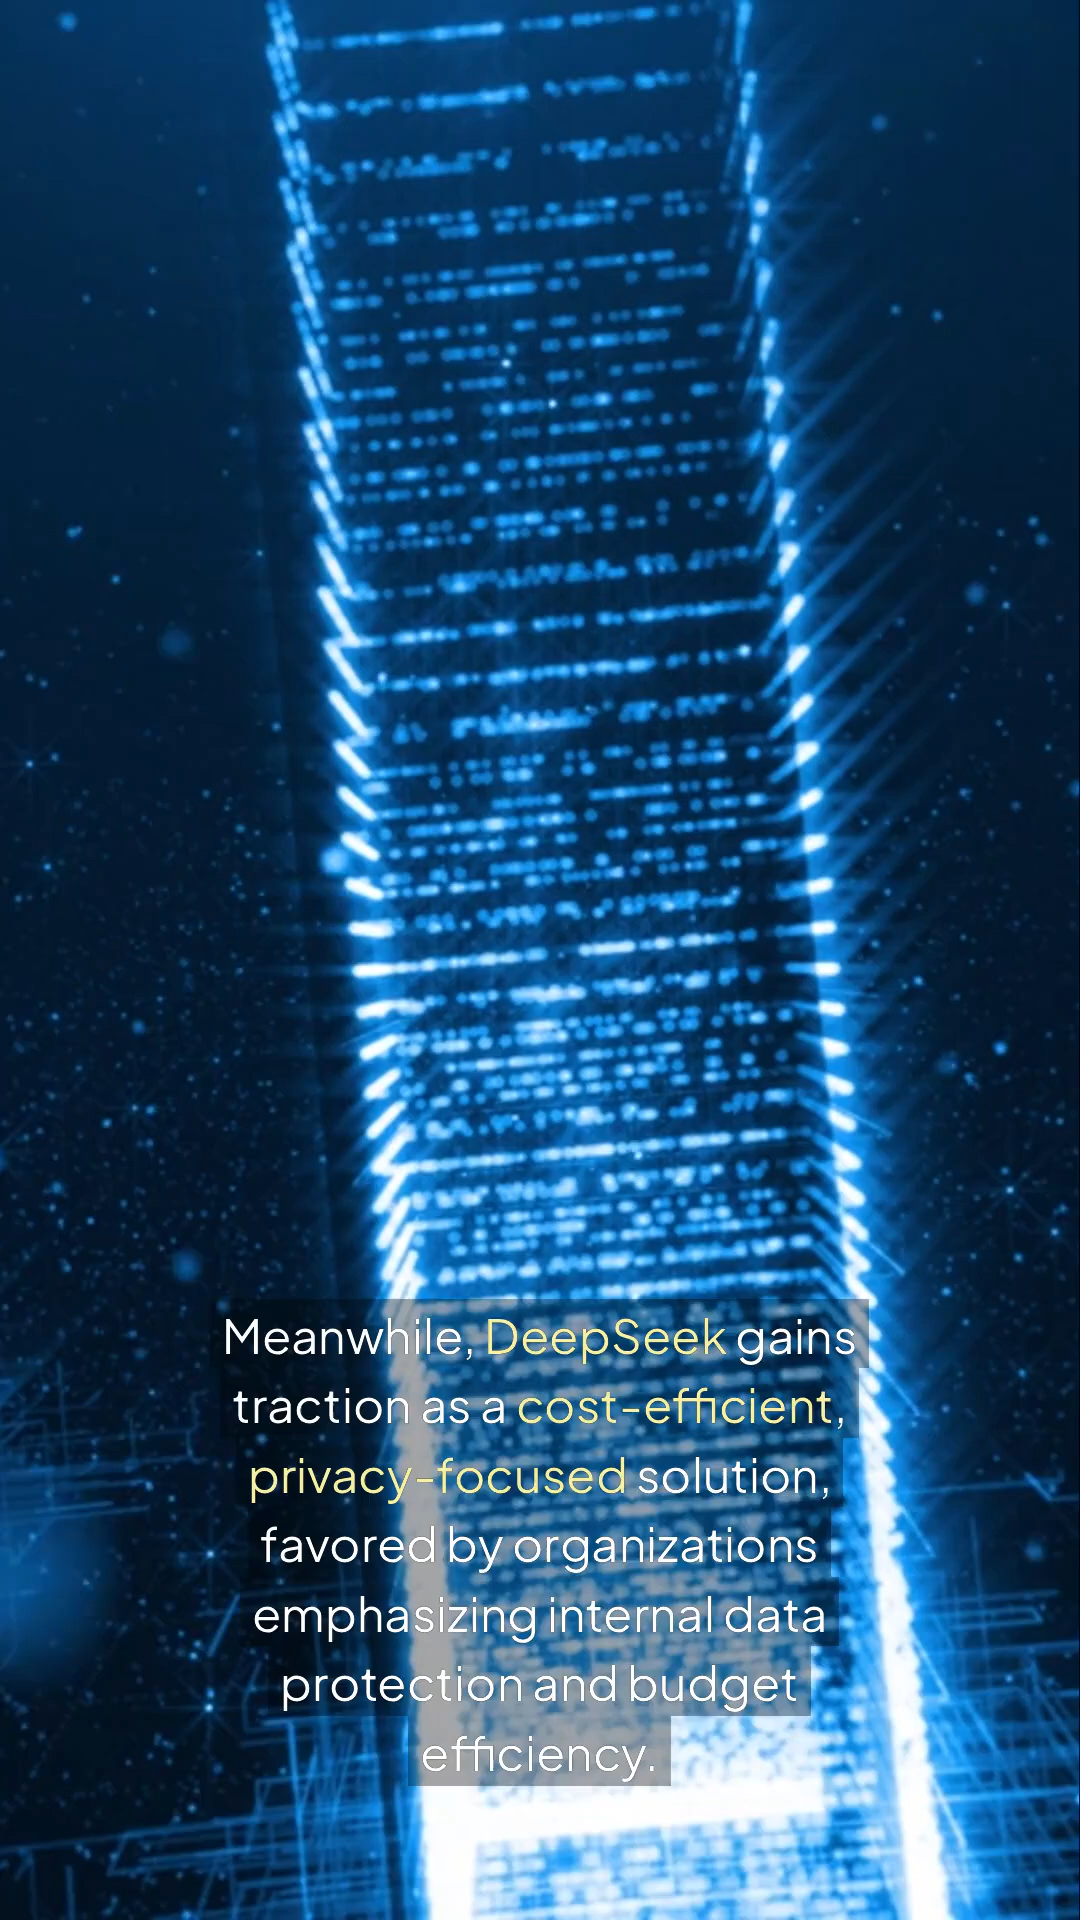 Meanwhile, DeepSeek gains
traction as a cost-efficient,
privacy-focused solution,
favored by organizations
emphasizing internal data
protection and budget
efficiency.